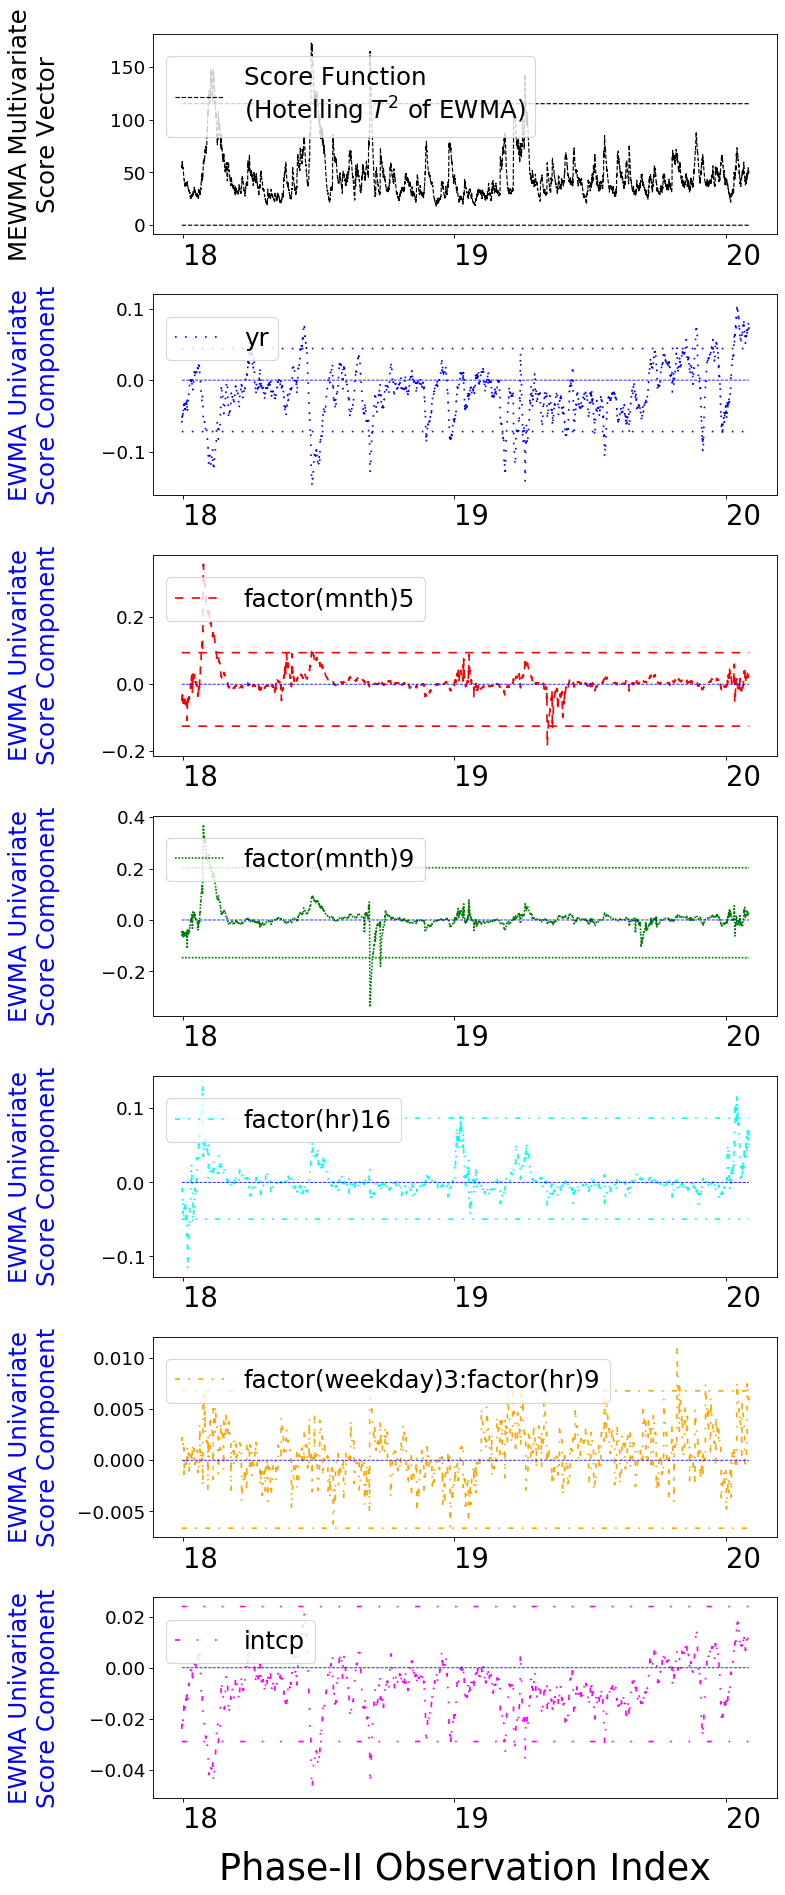 MEWMA Multivariate
Score Vector
150
100
50
0
Score Function
(Hotelling T² of EWMA)
18 19 20
EWMA Univariate
Score Component
0.1
0.0
−0.1
yr
18 19 20
EWMA Univariate
Score Component
0.2
0.0
−0.2
factor(mnth)5
18 19 20
EWMA Univariate
Score Component
0.4
0.2
0.0
−0.2
factor(mnth)9
18 19 20
EWMA Univariate
Score Component
0.1
0.0
−0.1
factor(hr)16
18 19 20
EWMA Univariate
Score Component
0.010
0.005
0.000
−0.005
factor(weekday)3:factor(hr)9
18 19 20
EWMA Univariate
Score Component
0.02
0.00
−0.02
−0.04
intcp
18 19 20
Phase-II Observation Index